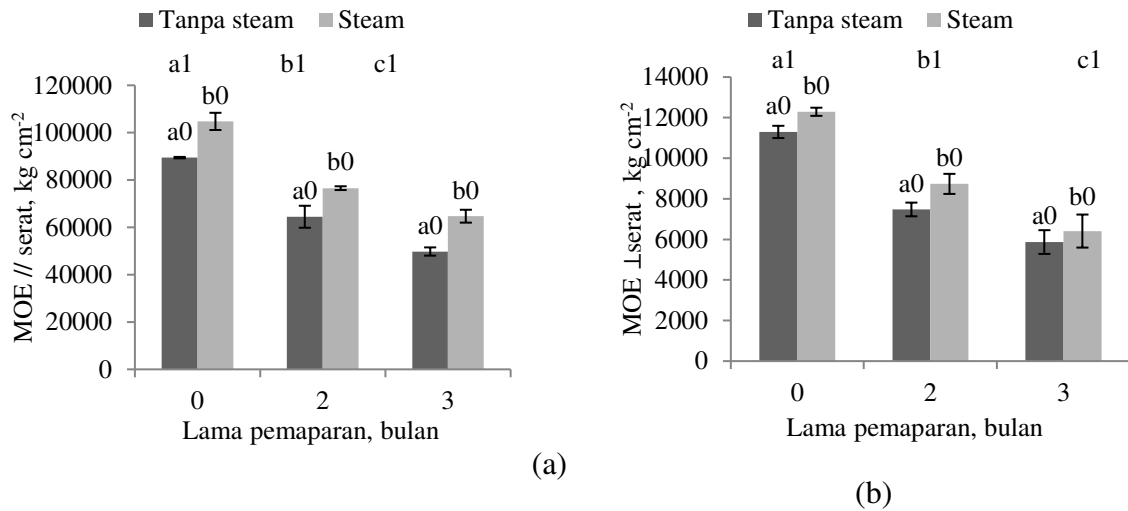 Tanpa steam Steam
a1 b1 c1
MOE // serat, kg cm-2
120000
100000
80000
60000
40000
20000
0
a0 b0
a0 b0
a0 b0
0 2 3
Lama pemaparan, bulan
(a)
Tanpa steam Steam
a1 b1 c1
MOE ⊥serat , kg cm-2
14000
12000
10000
8000
6000
4000
2000
0
a0 b0
a0 b0
a0 b0
0 2 3
Lama pemaparan, bulan
(b)